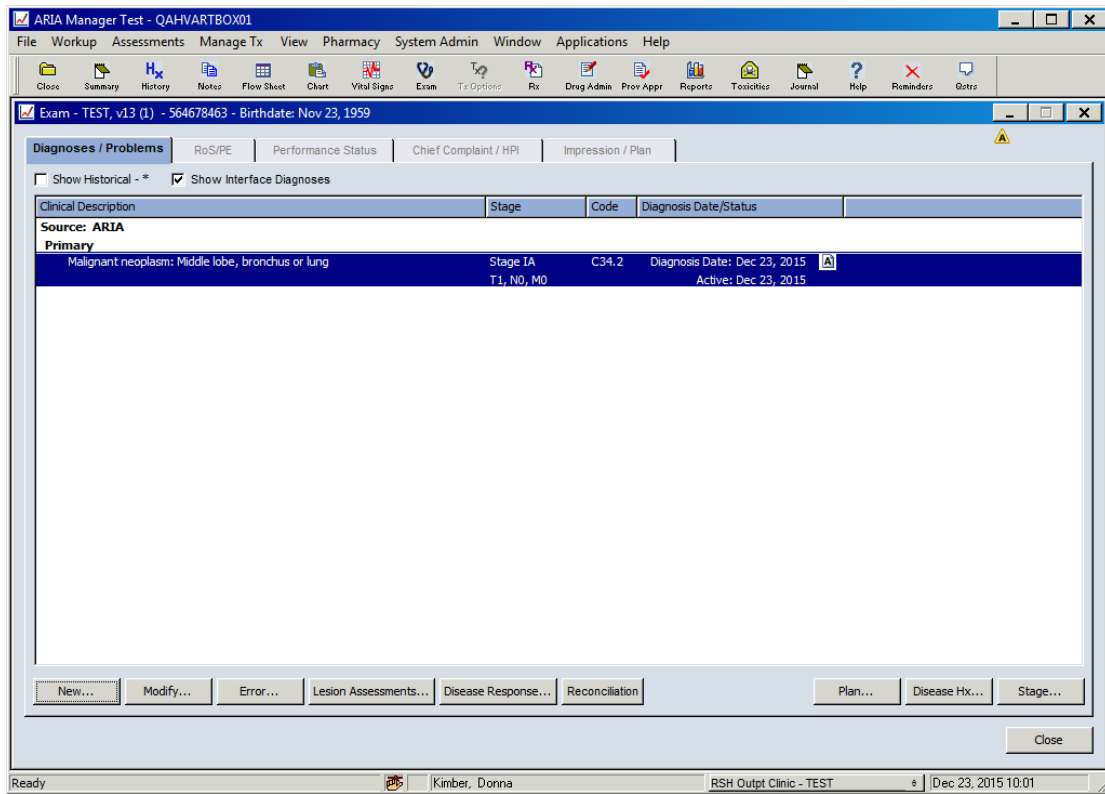 ARIA Manager Test - QAHVARTBOX01
File Workup Assessments Manage Tx View Pharmacy System Admin Window Applications Help
Close Summary History Notes Flow Sheet Chart Vital Signs Exam Tx Options Rx Drug Admin Prov Appr Reports Toxicities Journal Help Reminders Qstrs
Exam - TEST, v13 (1) - 564678463 - Birthdate: Nov 23, 1959
Diagnoses / Problems RoS/PE Performance Status Chief Complaint / HPI Impression / Plan
Show Historical - * Show Interface Diagnoses
Clinical Description Stage Code Diagnosis Date/Status
Source: ARIA
Primary
Malignant neoplasm: Middle lobe, bronchus or lung Stage IA C34.2 Diagnosis Date: Dec 23, 2015 A
T1, N0, M0 Active: Dec 23, 2015
New... Modify... Error... Lesion Assessments... Disease Response... Reconciliation Plan... Disease Hx... Stage...
Close
Ready Kimber, Donna RSH Outpt Clinic - TEST Dec 23, 2015 10:01